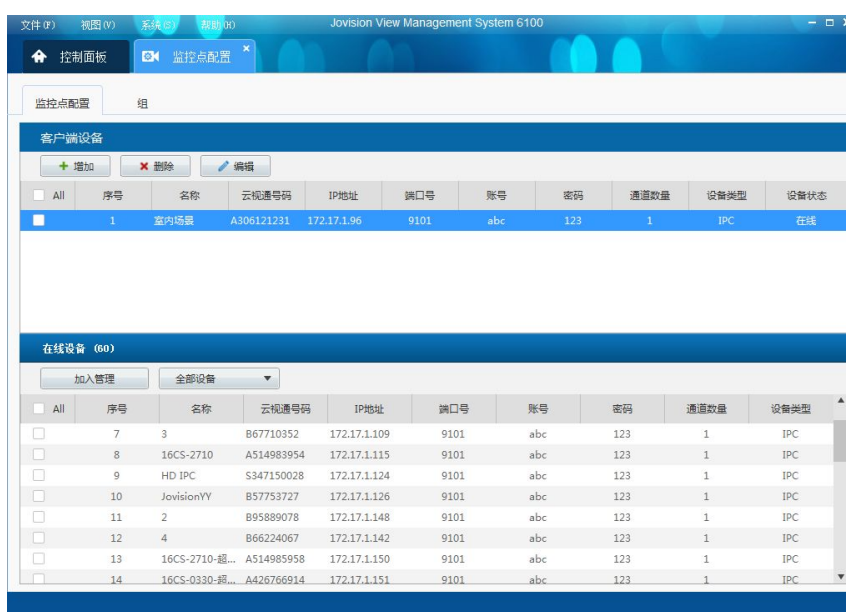 文件(F) 视图(V) 系统(S) 帮助(H) Jovision View Management System 6100
控制面板 监控点配置
监控点配置 组
客户端设备
增加 删除 编辑
All 序号 名称 云视通号码 IP地址 端口号 账号 密码 通道数量 设备类型 设备状态
1 室内场景 A306121231 172.17.1.96 9101 abc 123 1 IPC 在线
在线设备 (60)
加入管理 全部设备
All 序号 名称 云视通号码 IP地址 端口号 账号 密码 通道数量 设备类型
7 3 B67710352 172.17.1.109 9101 abc 123 1 IPC
8 16CS-2710 A514983954 172.17.1.115 9101 abc 123 1 IPC
9 HD IPC S347150028 172.17.1.124 9101 abc 123 1 IPC
10 JovisionYY B57753727 172.17.1.126 9101 abc 123 1 IPC
11 2 B95889078 172.17.1.148 9101 abc 123 1 IPC
12 4 B66224067 172.17.1.142 9101 abc 123 1 IPC
13 16CS-2710-超... A514985958 172.17.1.150 9101 abc 123 1 IPC
14 16CS-0330-超... A426766914 172.17.1.151 9101 abc 123 1 IPC